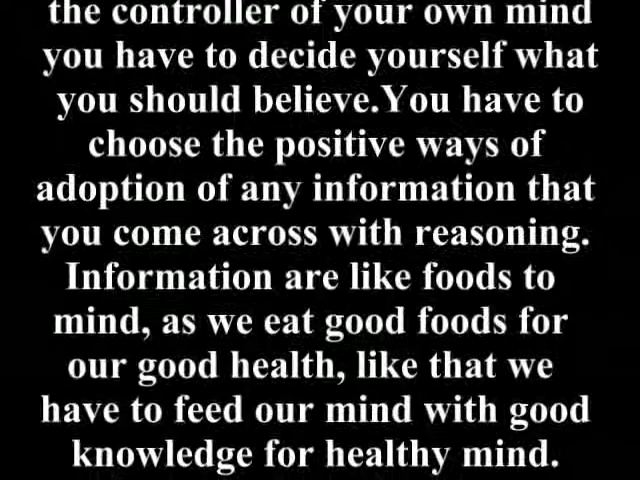 the controller of your own mind
you have to decide yourself what
you should believe.You have to
choose the positive ways of
adoption of any information that
you come across with reasoning.
Information are like foods to
mind, as we eat good foods for
our good health, like that we
have to feed our mind with good
knowledge for healthy mind.